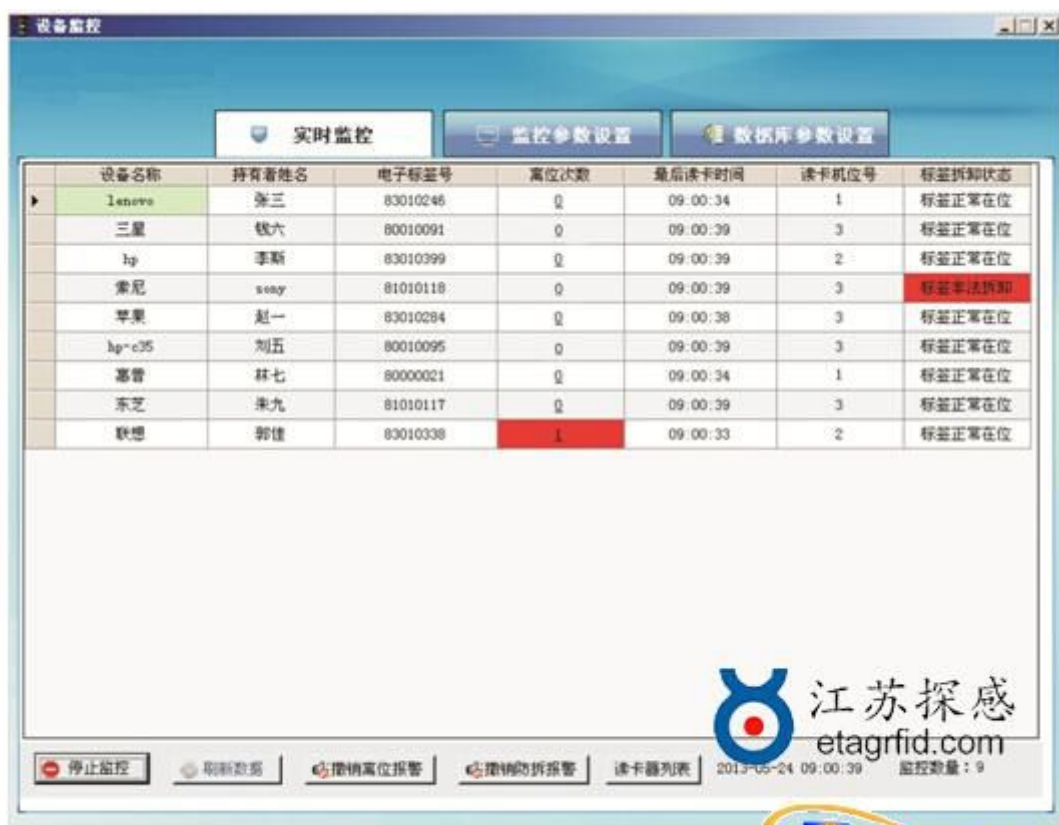 设备监控
实时监控 监控参数设置 数据库参数设置
设备名称 持有者姓名 电子标签号 离位次数 最后读卡时间 读卡机位号 标签拆卸状态
lenovo 张三 83010246 0 09:00:34 1 标签正常在位
三星 钱六 80010091 0 09:00:39 3 标签正常在位
hp 李斯 83010399 0 09:00:39 2 标签正常在位
索尼 sony 81010118 0 09:00:39 3 标签非法拆卸
苹果 赵一 83010284 0 09:00:38 3 标签正常在位
hp-c35 刘五 80010095 0 09:00:39 3 标签正常在位
惠普 林七 80000021 0 09:00:34 1 标签正常在位
东芝 朱九 81010117 0 09:00:39 3 标签正常在位
联想 郭佳 83010338 1 09:00:33 2 标签正常在位
江苏探感
etagrfid.com
停止监控 刷新数据 撤销离位报警 撤销防拆报警 读卡器列表 2013-05-24 09:00:39 监控数量：9